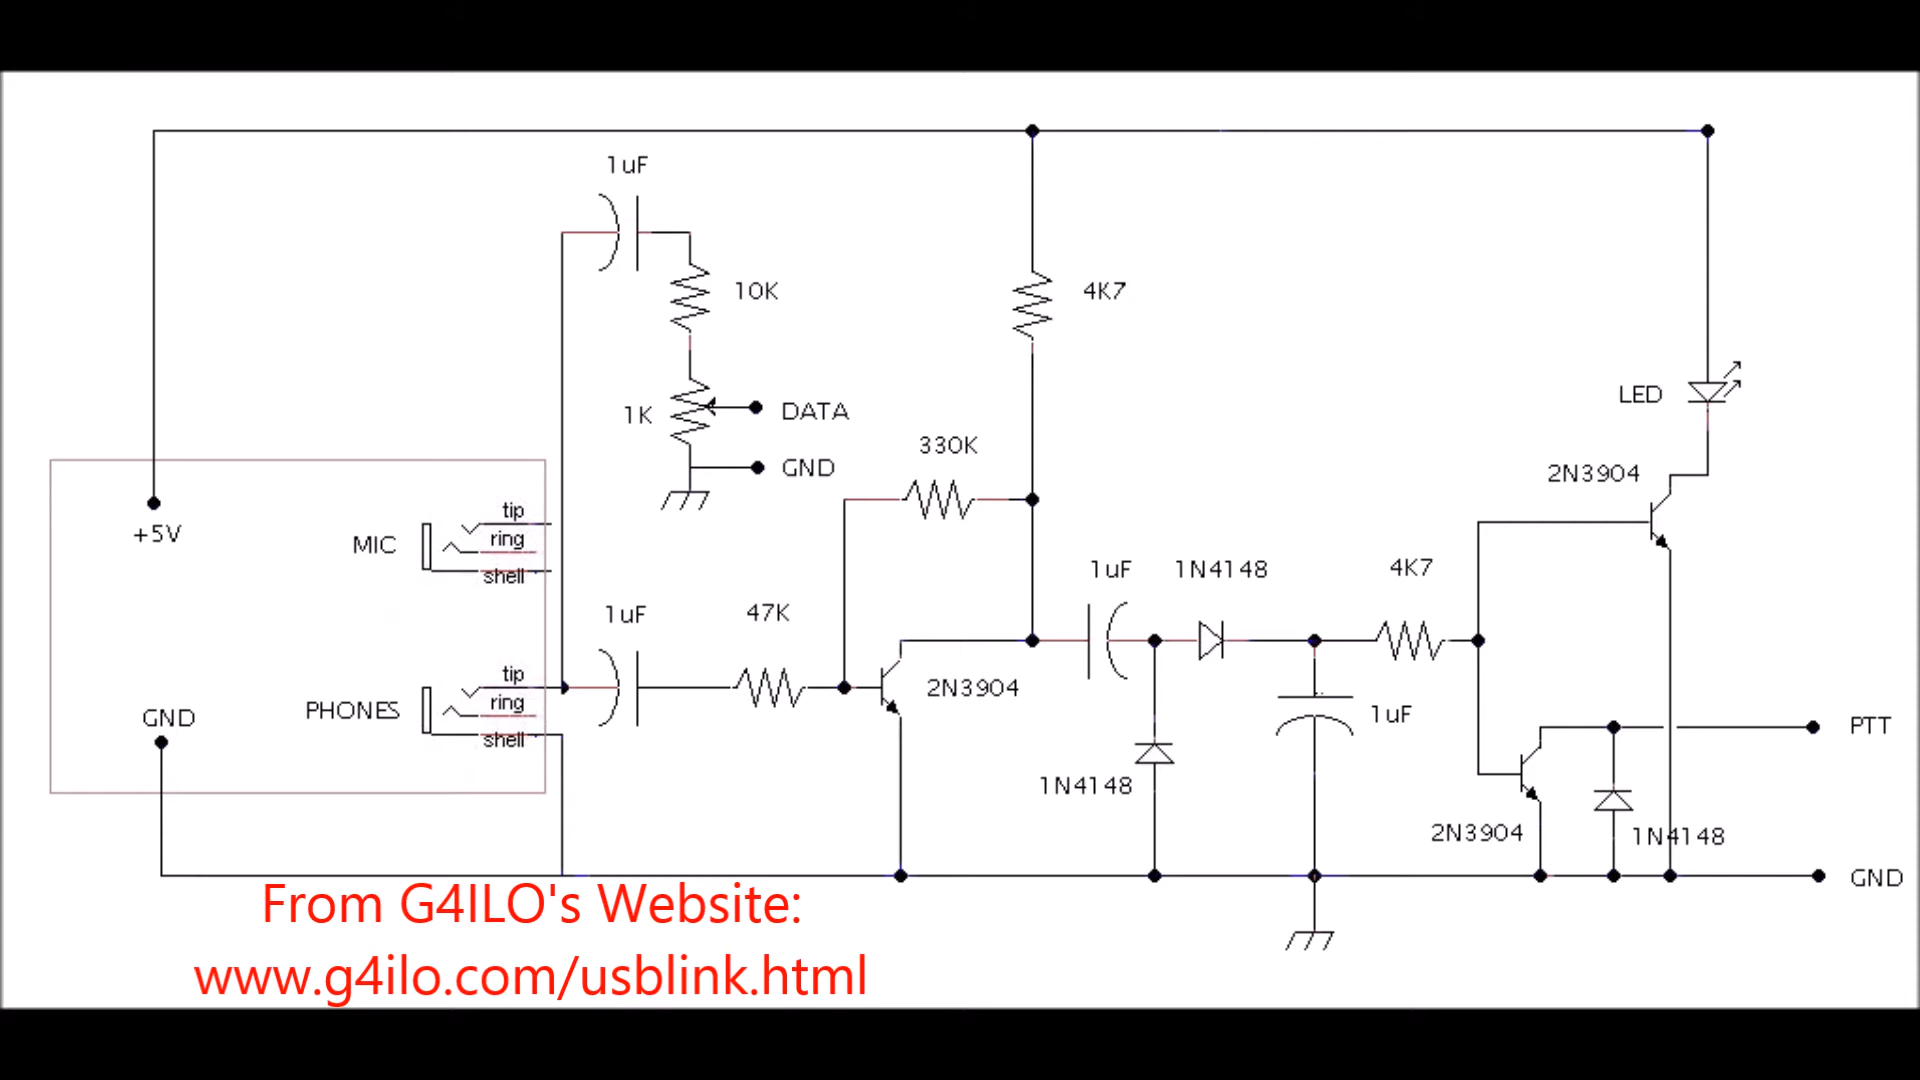 1uF
10K
4K7
1K
DATA
GND
LED
330K
2N3904
+5V
MIC
tip
ring
shell
1uF
47K
1uF
1N4148
4K7
GND
PHONES
tip
ring
shell
2N3904
1uF
PTT
1N4148
2N3904
1N4148
GND
From G4ILO's Website:
www.g4ilo.com/usblink.html